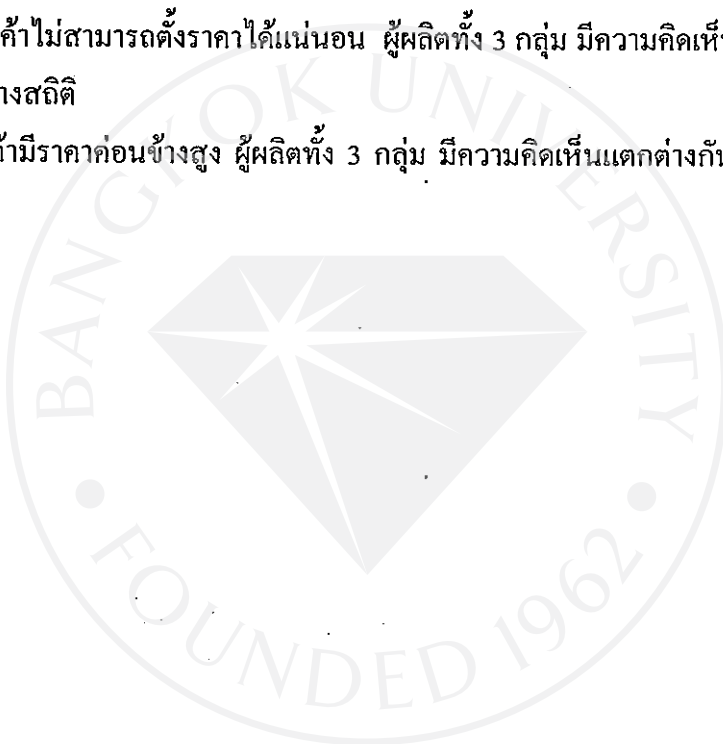 ค้าไม่สามารถตั้งราคาได้แน่นอน ผู้ผลิตทั้ง 3 กลุ่ม มีความคิดเห็
างสถิติ
ามีราคาค่อนข้างสูง ผู้ผลิตทั้ง 3 กลุ่ม มีความคิดเห็นแตกต่างกัน
BANGKOK UNIVERSITY
FOUNDED 1962